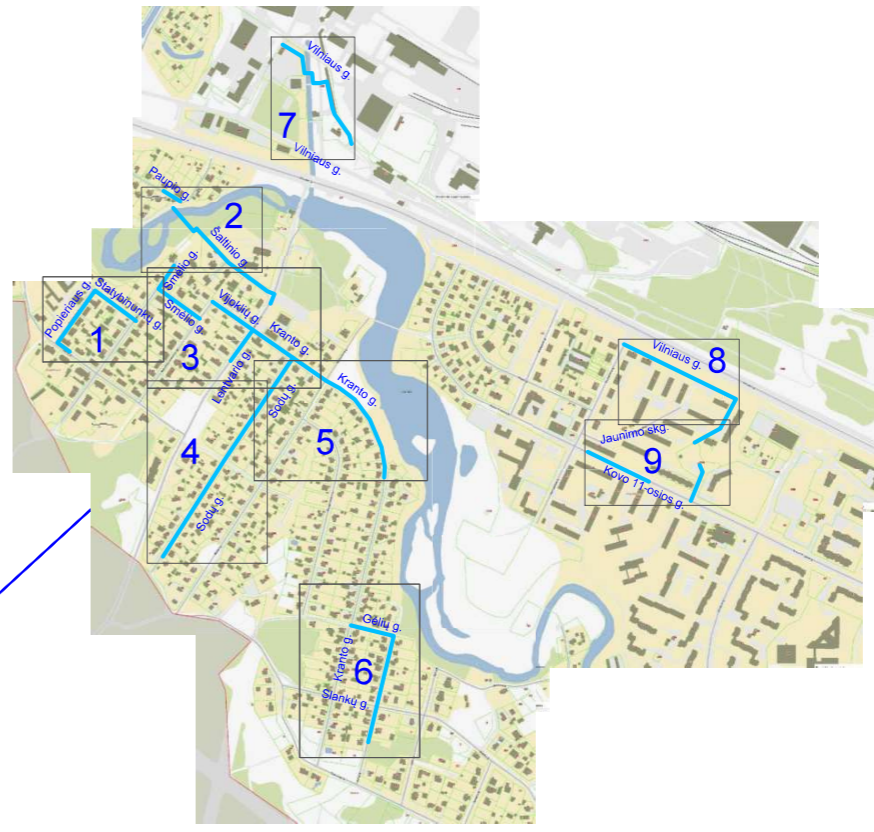 Vilniaus g.
7
Vilniaus g.
Paupio g.
2
Šaltinio g.
Smėlio g.
Popieriaus g.
Statybininkų g.
1
Smėlio g.
Vijoklių g.
3
Kranto g.
Lentvario g.
Sodų g.
Kranto g.
4
5
Sodų g.
Vilniaus g.
8
Jaunimo skg.
9
Kovo 11-osios g.
Gėlių g.
Kranto g.
6
Slankų g.